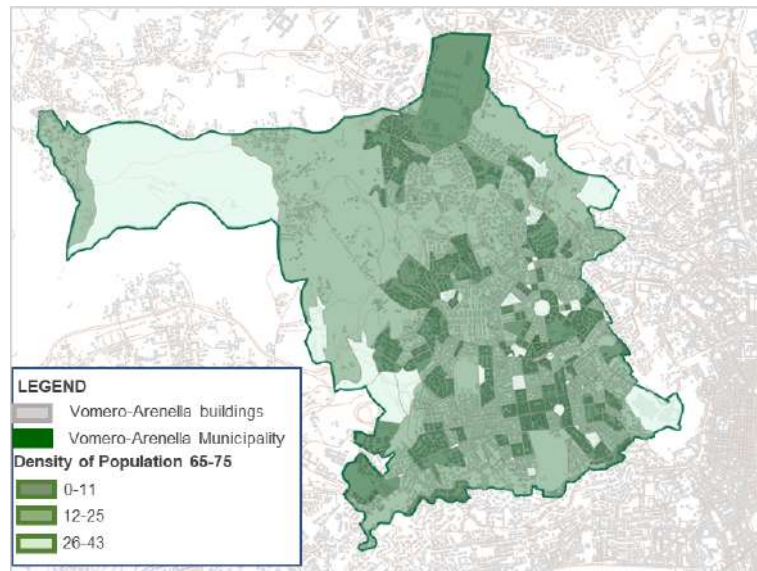 LEGEND
Vomero-Arenella buildings
Vomero-Arenella Municipality
Density of Population 65-75
0-11
12-25
26-43